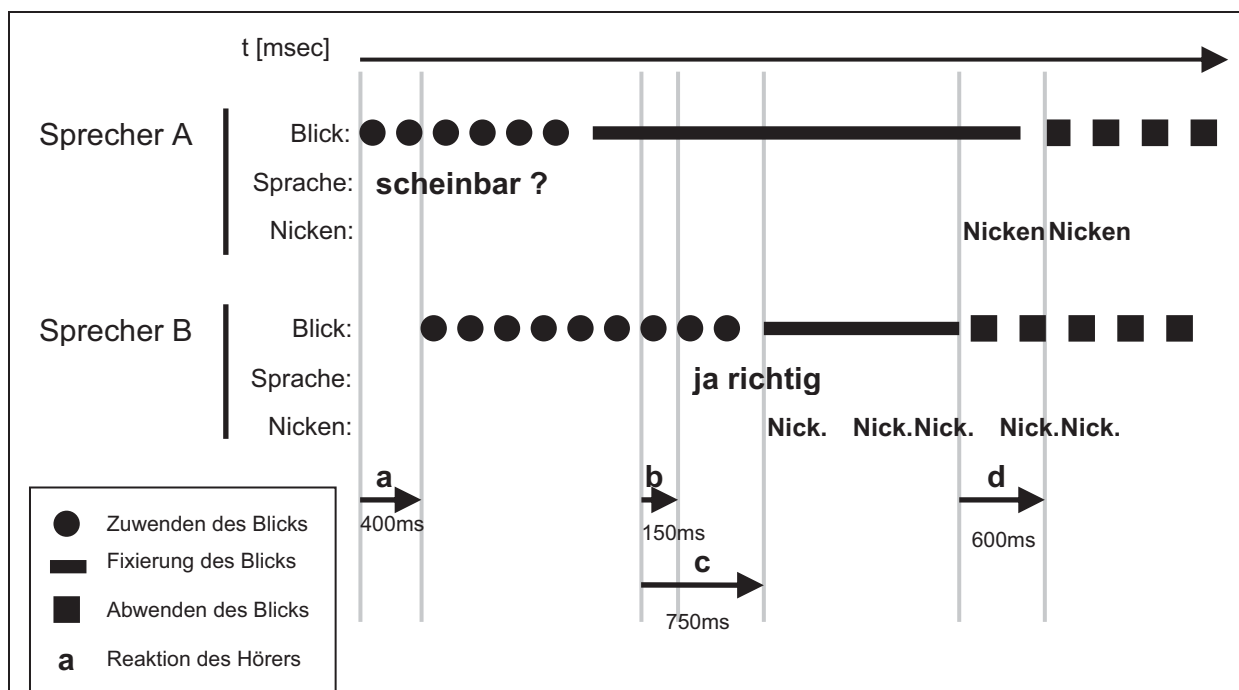 t [msec]
Sprecher A
Blick:
Sprache: scheinbar ?
Nicken: Nicken Nicken
Sprecher B
Blick:
Sprache: ja richtig
Nicken: Nick. Nick. Nick. Nick. Nick.
a b d
400ms 150ms 600ms
c
750ms
Zuwenden des Blicks
Fixierung des Blicks
Abwenden des Blicks
a Reaktion des Hörers